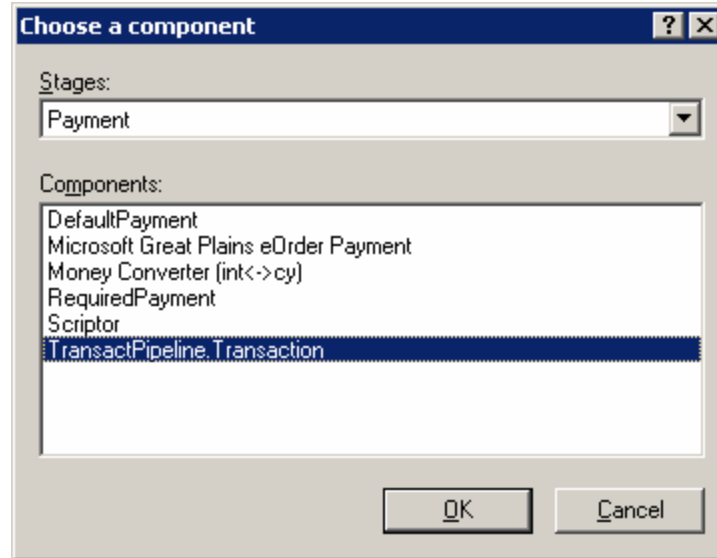 Choose a component
Stages:
Payment
Components:
DefaultPayment
Microsoft Great Plains eOrder Payment
Money Converter (int<->cy)
RequiredPayment
Scriptor
TransactPipeline.Transaction
OK
Cancel